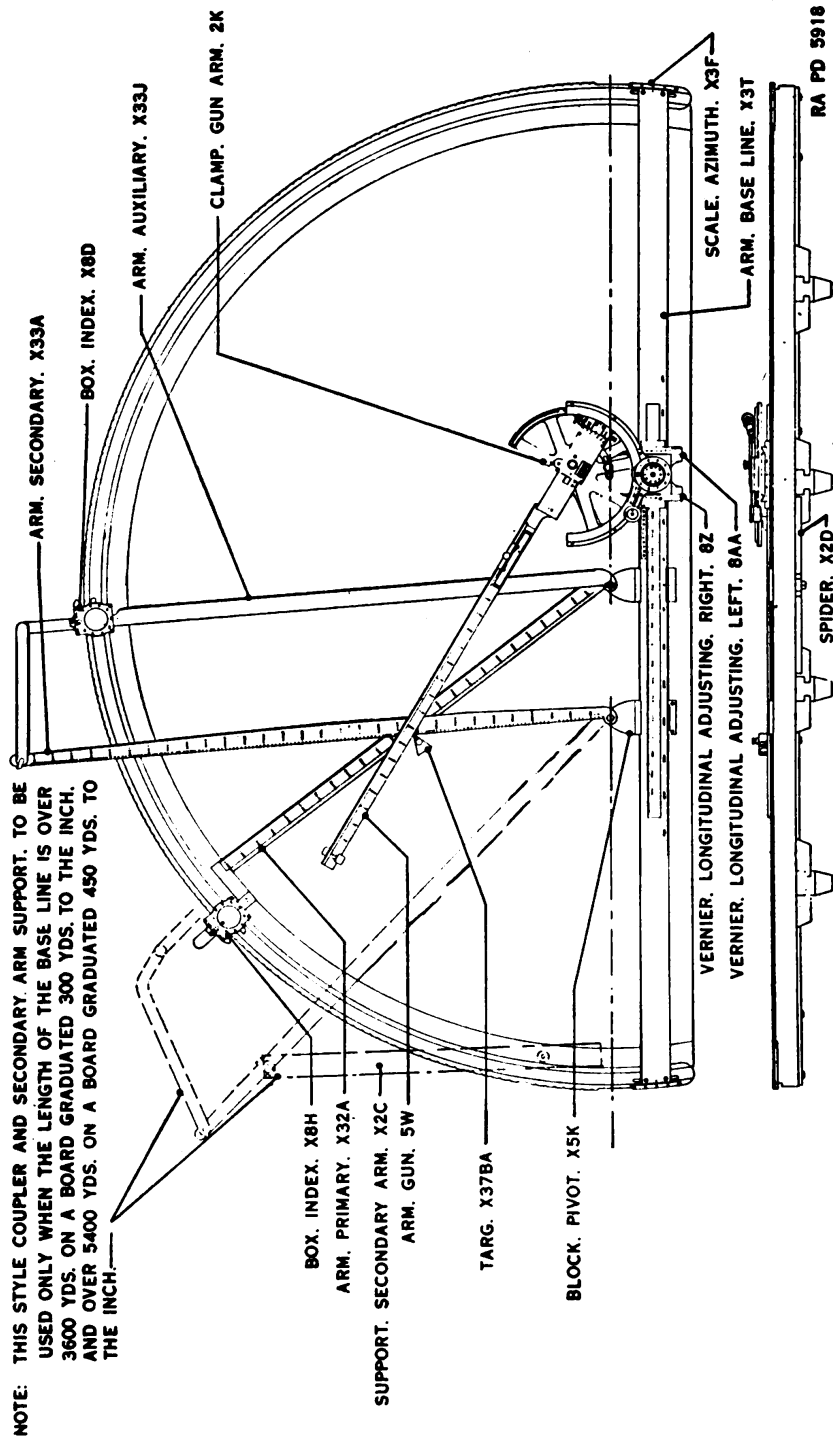 NOTE: THIS STYLE COUPLER AND SECONDARY. ARM SUPPORT. TO BE
USED ONLY WHEN THE LENGTH OF THE BASE LINE IS OVER
3600 YDS. ON A BOARD GRADUATED 300 YDS. TO THE INCH.
AND OVER 5400 YDS. ON A BOARD GRADUATED 450 YDS. TO
THE INCH.
ARM. SECONDARY. X33A
BOX. INDEX. X8D
ARM. AUXILIARY. X33J
CLAMP. GUN ARM. 2K
BOX. INDEX. X8H
ARM. PRIMARY. X32A
SUPPORT. SECONDARY ARM. X2C
ARM. GUN. 5W
TARG. X37BA
BLOCK. PIVOT. X5K
VERNIER. LONGITUDINAL ADJUSTING. RIGHT. 8Z
VERNIER. LONGITUDINAL ADJUSTING. LEFT. 8AA
SCALE. AZIMUTH. X3F
ARM. BASE LINE. X3T
SPIDER. X2D
RA PD 5918